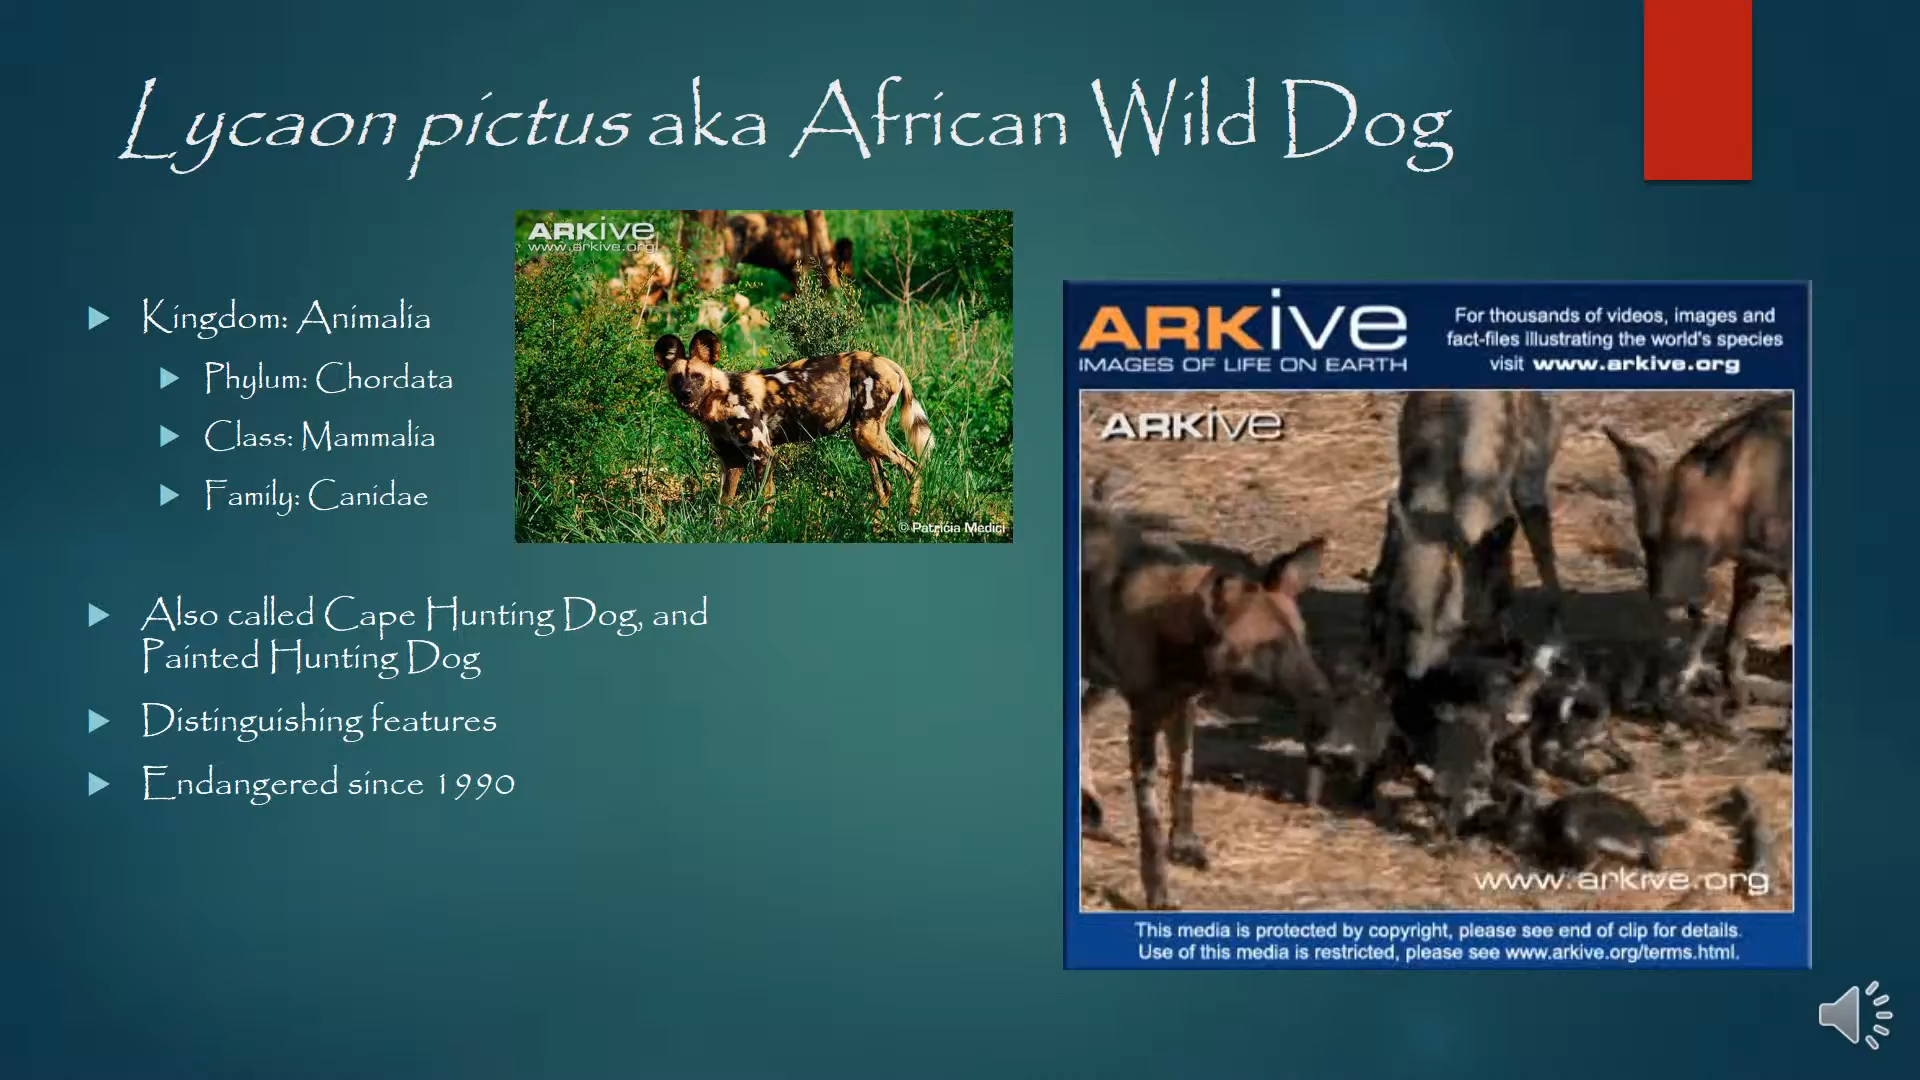 Lycaon pictus aka African Wild Dog
ARKive
www.arkive.org
© Patricia Medici
Kingdom: Animalia
Phylum: Chordata
Class: Mammalia
Family: Canidae
Also called Cape Hunting Dog, and
Painted Hunting Dog
Distinguishing features
Endangered since 1990
ARKive
IMAGES OF LIFE ON EARTH
For thousands of videos, images and
fact-files illustrating the world's species
visit www.arkive.org
ARKive
www.arkive.org
This media is protected by copyright, please see end of clip for details.
Use of this media is restricted, please see www.arkive.org/terms.html.